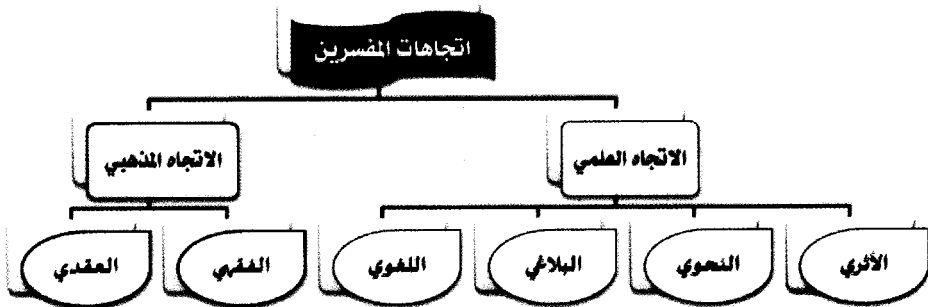 اتجاهات المفسرين
الاتجاه العلمي
الاتجاه المذهبي
الأثري
النحوي
البلاغي
اللغوي
الفقهي
العقدي